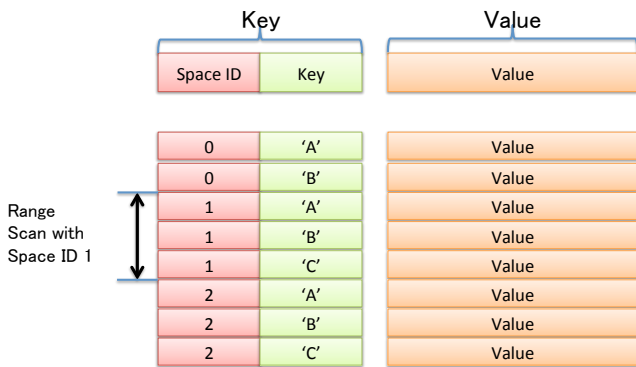 Key Value
Space ID Key Value
0 ‘A’ Value
0 ‘B’ Value
1 ‘A’ Value
1 ‘B’ Value
1 ‘C’ Value
2 ‘A’ Value
2 ‘B’ Value
2 ‘C’ Value
Range
Scan with
Space ID 1